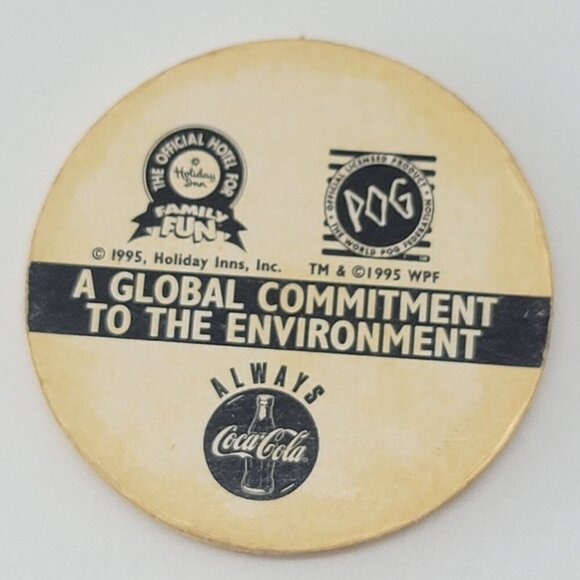 THE OFFICIAL HOTEL FOR
Holiday Inn
FAMILY FUN
© 1995, Holiday Inns, Inc.
OFFICIAL LICENSED PRODUCT
POG
THE WORLD POG FEDERATION
TM & ©1995 WPF
A GLOBAL COMMITMENT
TO THE ENVIRONMENT
ALWAYS
Coca-Cola